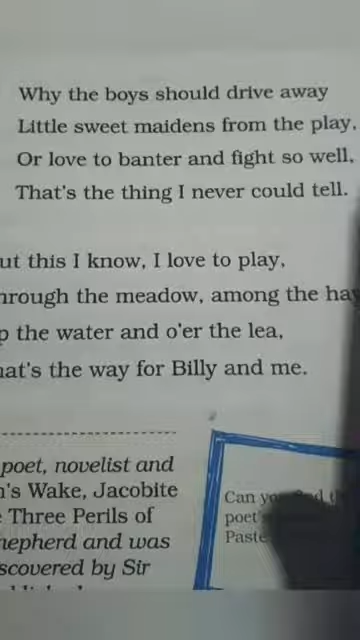 Why the boys should drive away
Little sweet maidens from the play,
Or love to banter and fight so well,
That's the thing I never could tell.
ut this I know, I love to play,
hrough the meadow, among the hay
p the water and o'er the lea,
hat's the way for Billy and me.
poet, novelist and
n's Wake, Jacobite
Three Perils of
hepherd and was
scovered by Sir
Can
poet's
Paste